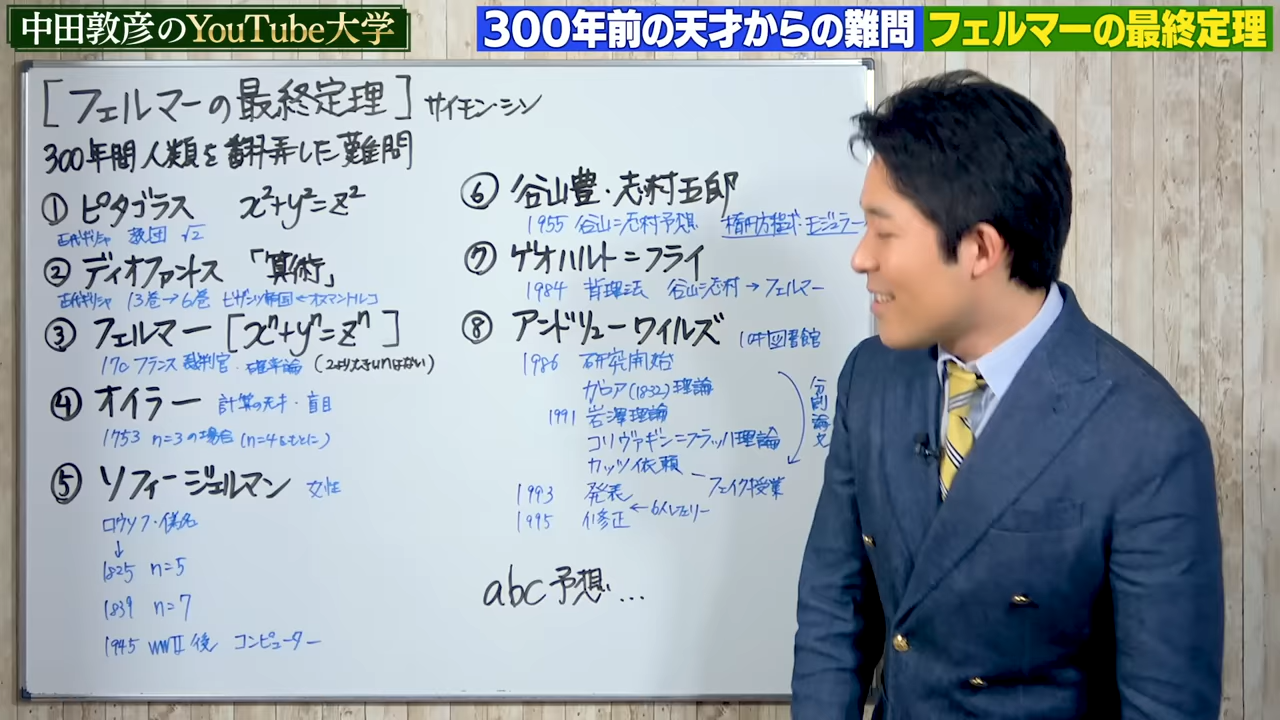 中田敦彦のYouTube大学
300年前の天才からの難問 フェルマーの最終定理
[フェルマーの最終定理] サイモン・シン
300年間人類を翻弄した難問
① ピタゴラス x²+y²=z²
古代ギリシャ 教団 √2
② ディオファントス 「算術」
古代ギリシャ 13巻→6巻 ビザンツ帝国←オスマントルコ
③ フェルマー [xⁿ+yⁿ=zⁿ]
17C フランス 裁判官・確率論 (2より大きいnはない)
④ オイラー 計算の天才・盲目
1753 n=3の場合 (n=4をもとに)
⑤ ソフィー・ジェルマン 女性
偽名
↓
1825 n=5
1839 n=7
1945 WWⅡ後 コンピューター
⑥ 谷山豊・志村五郎
1955 谷山=志村予想 楕円方程式・モジュラー
⑦ ゲオハルト=フライ
1984 背理法 谷山=志村→フェルマー
⑧ アンドリュー・ワイルズ 10才図書館
1986 研究開始
ガロア(1832)理論
1991 岩澤理論
コリヴァギン=フラッハ理論
カッツ依頼 フェイク授業
分割論文
1993 発表
1995 修正 ←6人レフェリー
abc予想...